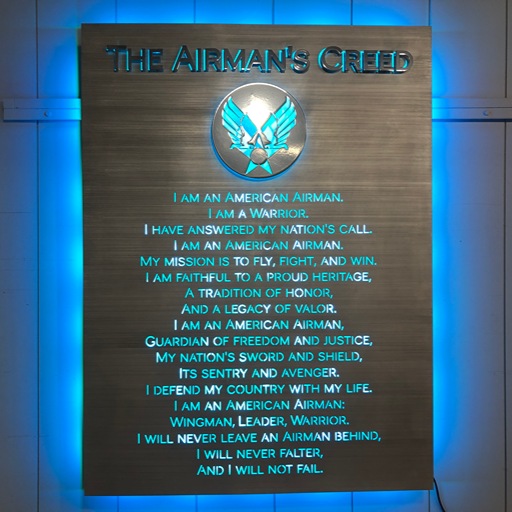 The Airman's Creed
I am an American Airman.
I am a Warrior.
I have answered my nation's call.
I am an American Airman.
My mission is to fly, fight, and win.
I am faithful to a proud heritage,
A tradition of honor,
And a legacy of valor.
I am an American Airman,
Guardian of freedom and justice,
My nation's sword and shield,
Its sentry and avenger.
I defend my country with my life.
I am an American Airman:
Wingman, Leader, Warrior.
I will never leave an Airman behind,
I will never falter,
And I will not fail.